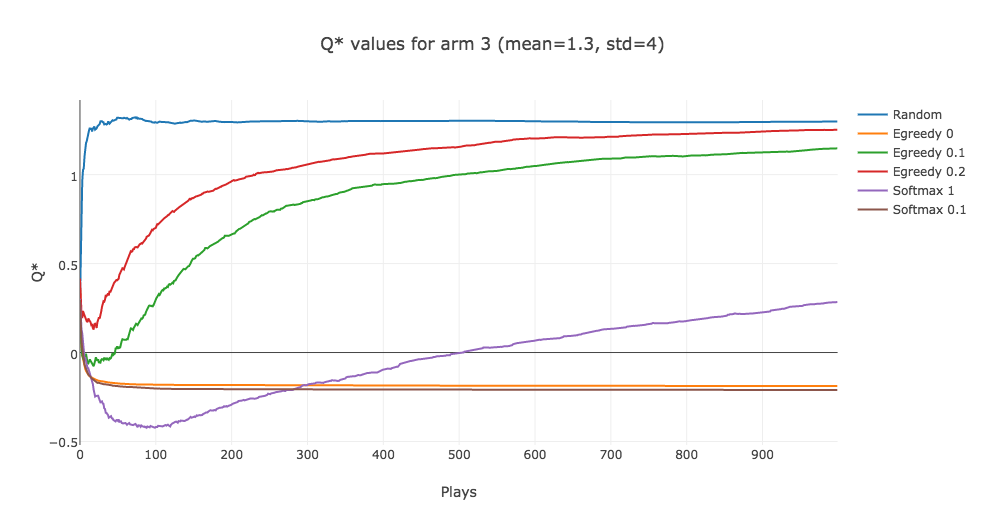 Q* values for arm 3 (mean=1.3, std=4)
Random
Egreedy 0
Egreedy 0.1
Egreedy 0.2
Softmax 1
Softmax 0.1
1
0.5
0
−0.5
Q*
0 100 200 300 400 500 600 700 800 900
Plays